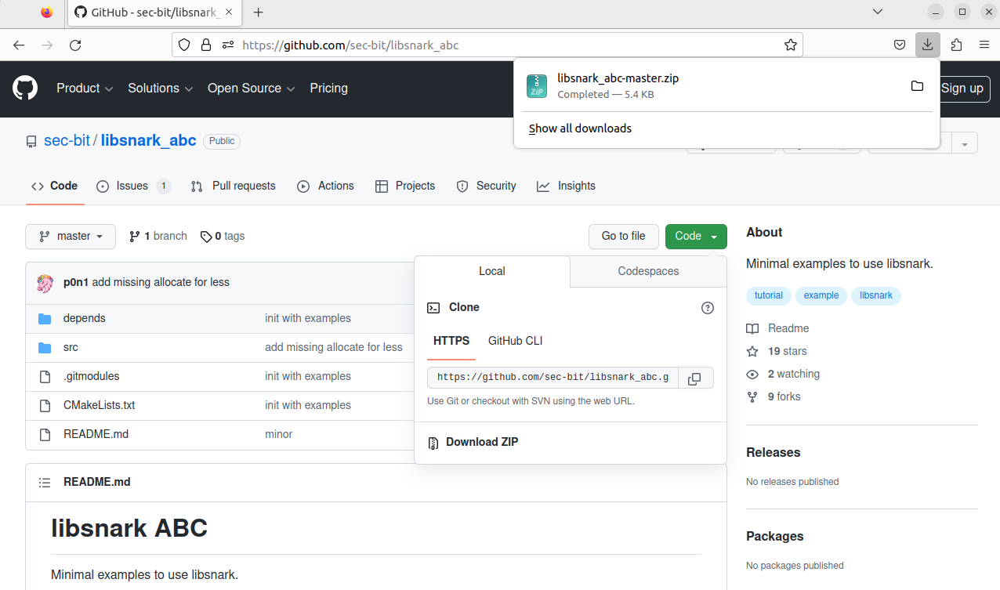 GitHub - sec-bit/libsnark_
https://github.com/sec-bit/libsnark_abc
libsnark_abc-master.zip
Completed — 5.4 KB
Show all downloads
ZIP
Product
Solutions
Open Source
Pricing
Sign up
sec-bit / libsnark_abc
Public
Code
Issues 1
Pull requests
Actions
Projects
Security
Insights
master
1 branch
0 tags
Go to file
Code
Local
Codespaces
Clone
HTTPS
GitHub CLI
https://github.com/sec-bit/libsnark_abc.g
Use Git or checkout with SVN using the web URL.
Download ZIP
p0n1 add missing allocate for less
depends init with examples
src add missing allocate for less
.gitmodules init with examples
CMakeLists.txt init with examples
README.md minor
README.md
libsnark ABC
Minimal examples to use libsnark.
About
Minimal examples to use libsnark.
tutorial example libsnark
Readme
19 stars
2 watching
9 forks
Releases
No releases published
Packages
No packages published